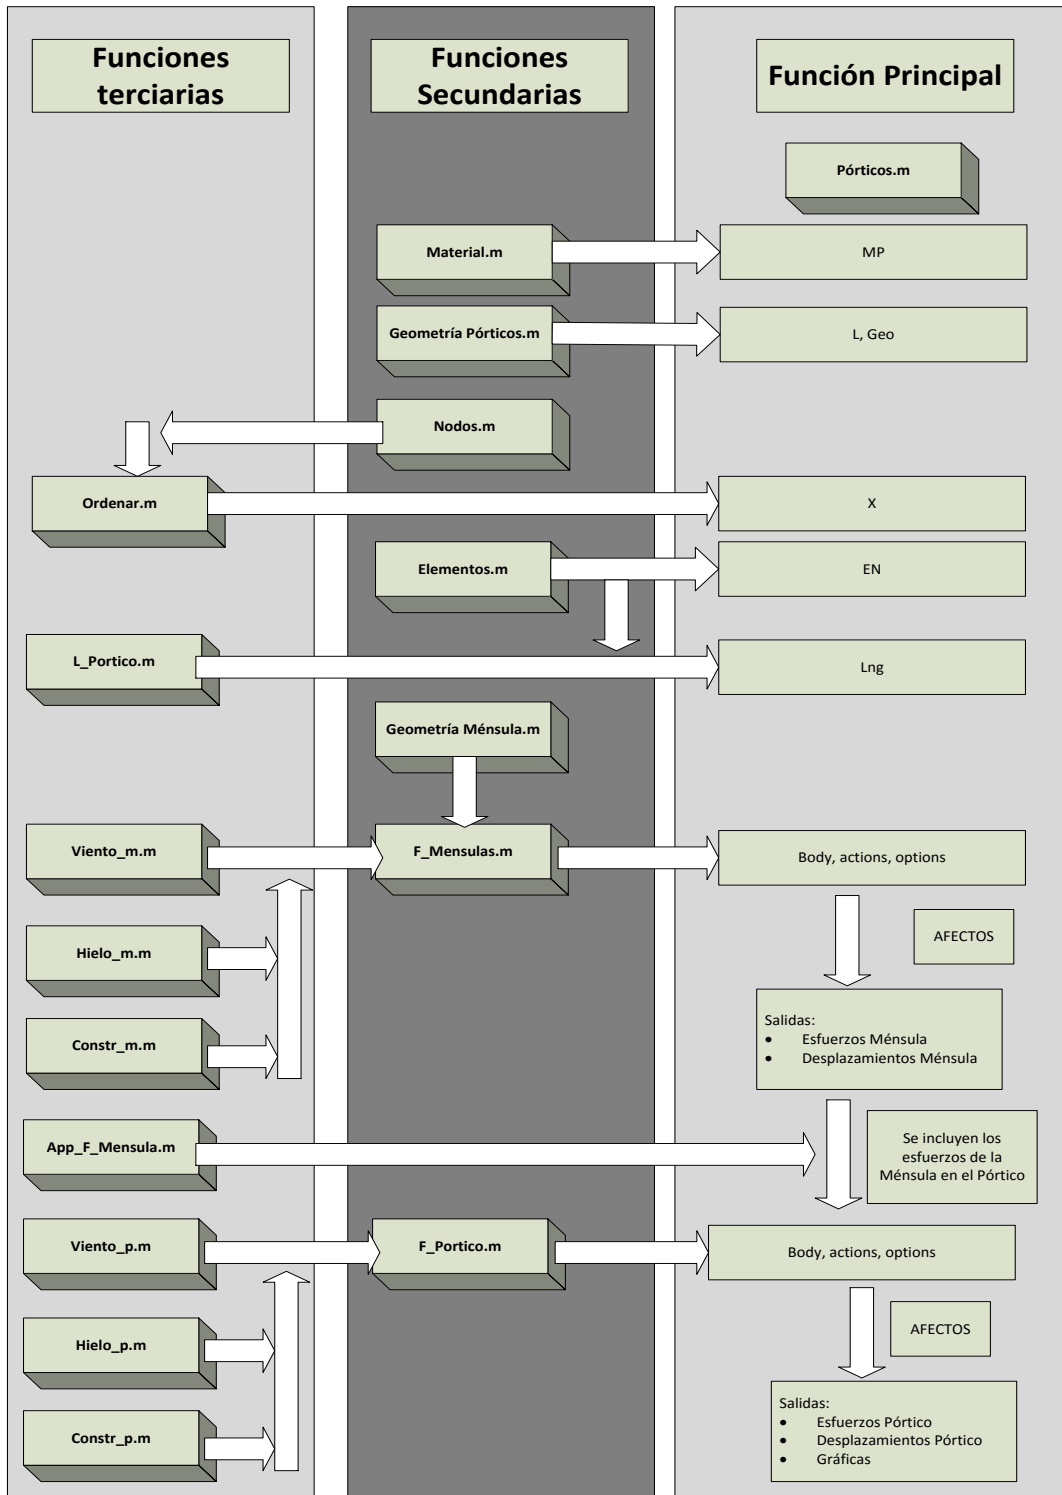 Funciones
terciarias
Funciones
Secundarias
Función Principal
Pórticos.m
Material.m
MP
Geometría Pórticos.m
L, Geo
Nodos.m
Ordenar.m
X
Elementos.m
EN
L_Portico.m
Lng
Geometría Ménsula.m
Viento_m.m
F_Mensulas.m
Body, actions, options
AFECTOS
Hielo_m.m
Salidas:
• Esfuerzos Ménsula
• Desplazamientos Ménsula
Constr_m.m
App_F_Mensula.m
Se incluyen los
esfuerzos de la
Ménsula en el Pórtico
Viento_p.m
F_Portico.m
Body, actions, options
AFECTOS
Hielo_p.m
Salidas:
• Esfuerzos Pórtico
• Desplazamientos Pórtico
• Gráficas
Constr_p.m